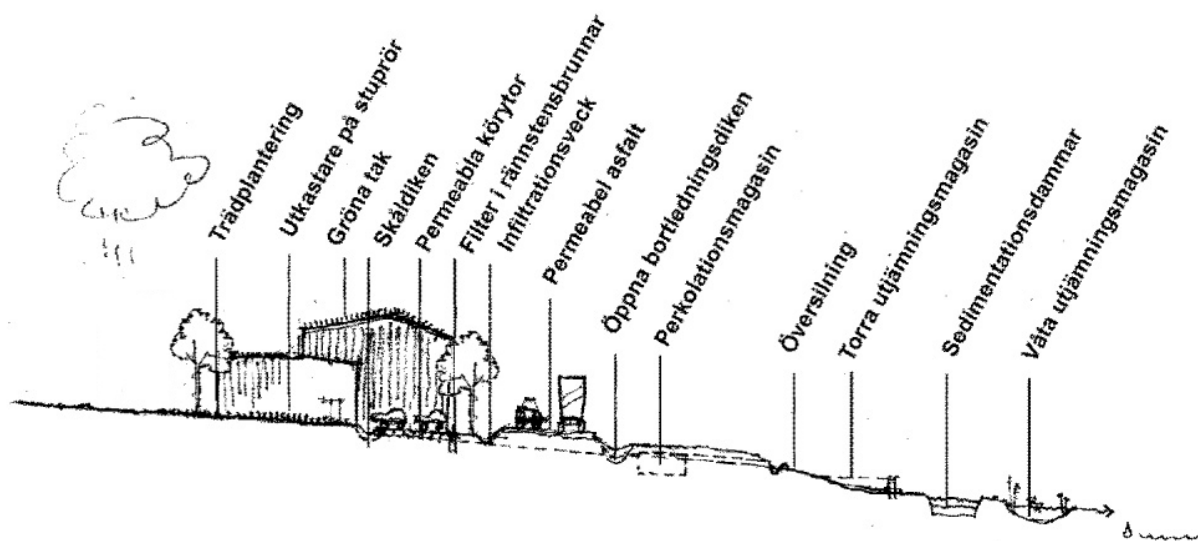 Trädplantering
Utkastare på stuprör
Gröna tak
Skåldiken
Permeabla körytor
Filter i rännstensbrunnar
Infiltrationsveck
Permeabel asfalt
Öppna bortledningsdiken
Perkolationsmagasin
Översilning
Torra utjämningsmagasin
Sedimentationsdammar
Våta utjämningsmagasin